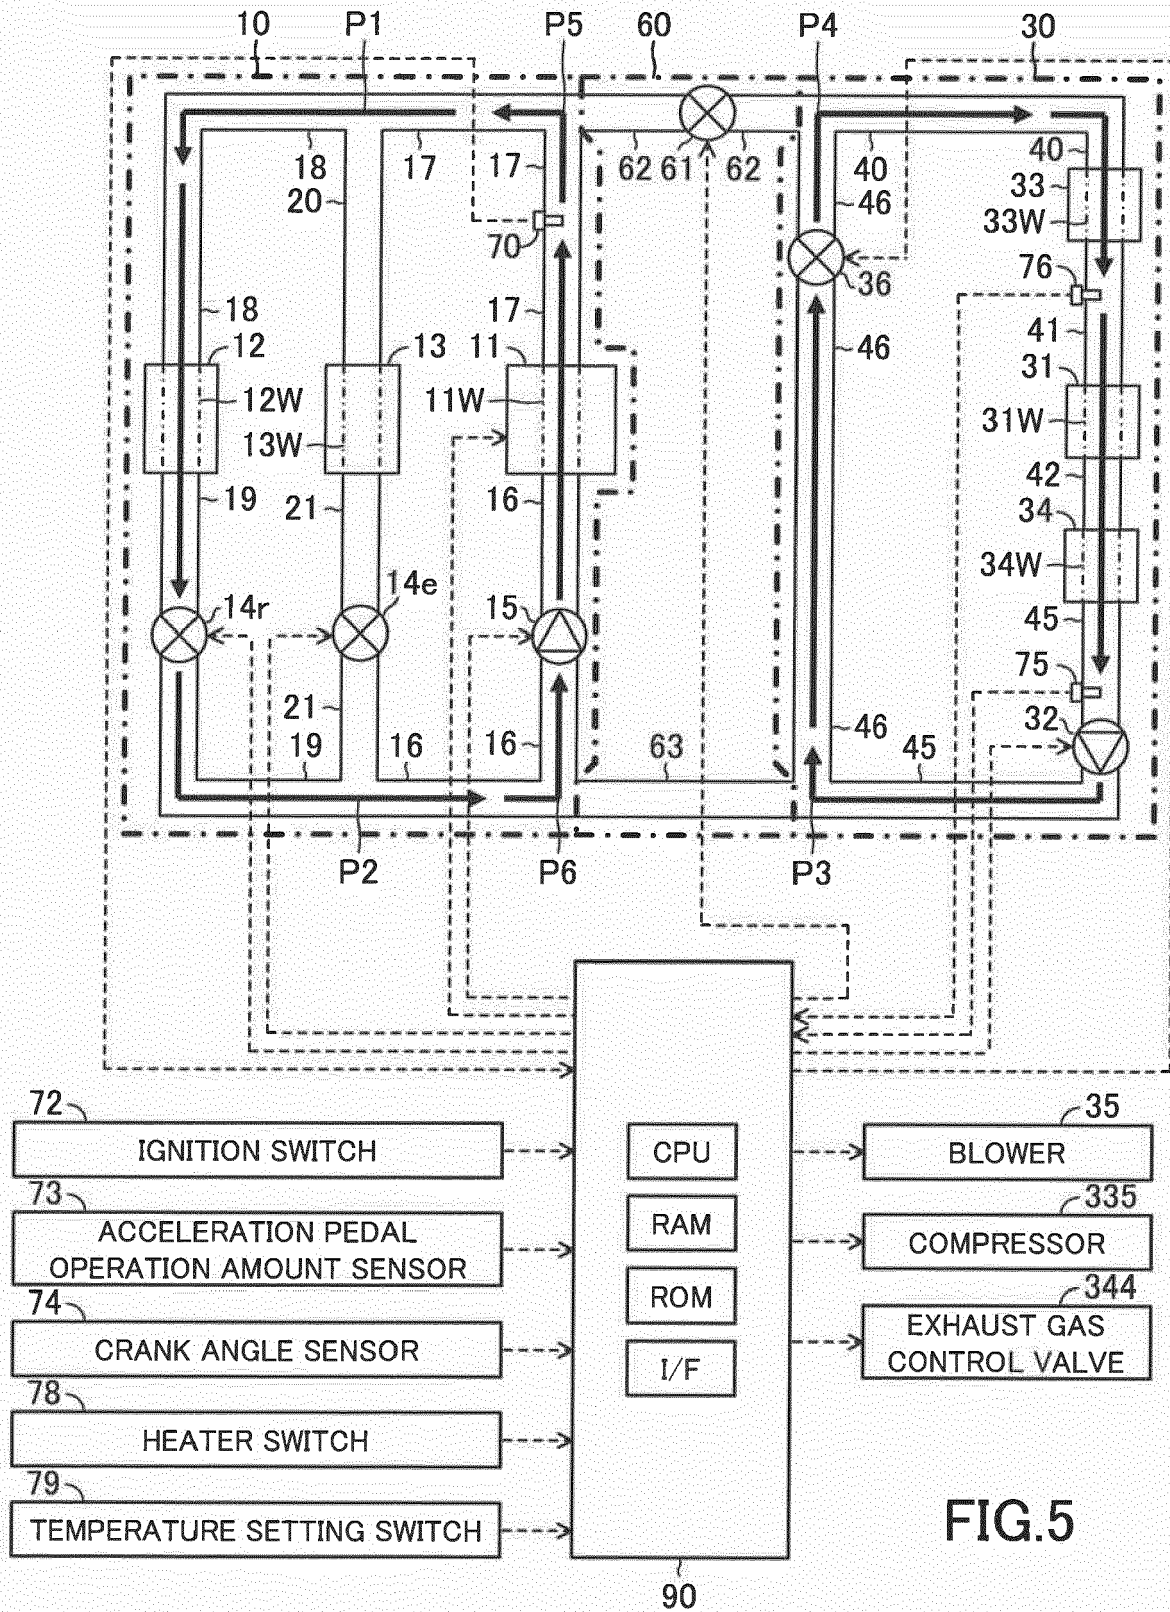 10 P1 P5 60 P4 30
18 17 17 62 61 62 40 40
20 46 33
33W
70 36 76
18 17 46 41
12 13 11 31
12W 11W 31W
13W
19 21 16 42
34
34W
14r 14e 15 45
75
21 32
19 16 16 63 46 45
P2 P6 P3
72 35
IGNITION SWITCH CPU BLOWER
73 335
ACCELERATION PEDAL
OPERATION AMOUNT SENSOR
RAM COMPRESSOR
74 344
CRANK ANGLE SENSOR
ROM
EXHAUST GAS
CONTROL VALVE
I/F
78
HEATER SWITCH
79
TEMPERATURE SETTING SWITCH
FIG.5
90